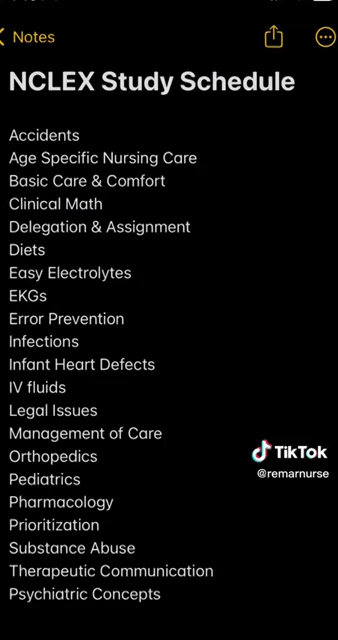 Notes
NCLEX Study Schedule
Accidents
Age Specific Nursing Care
Basic Care & Comfort
Clinical Math
Delegation & Assignment
Diets
Easy Electrolytes
EKGs
Error Prevention
Infections
Infant Heart Defects
IV fluids
Legal Issues
Management of Care
Orthopedics
Pediatrics
Pharmacology
Prioritization
Substance Abuse
Therapeutic Communication
Psychiatric Concepts
TikTok
@remarnurse